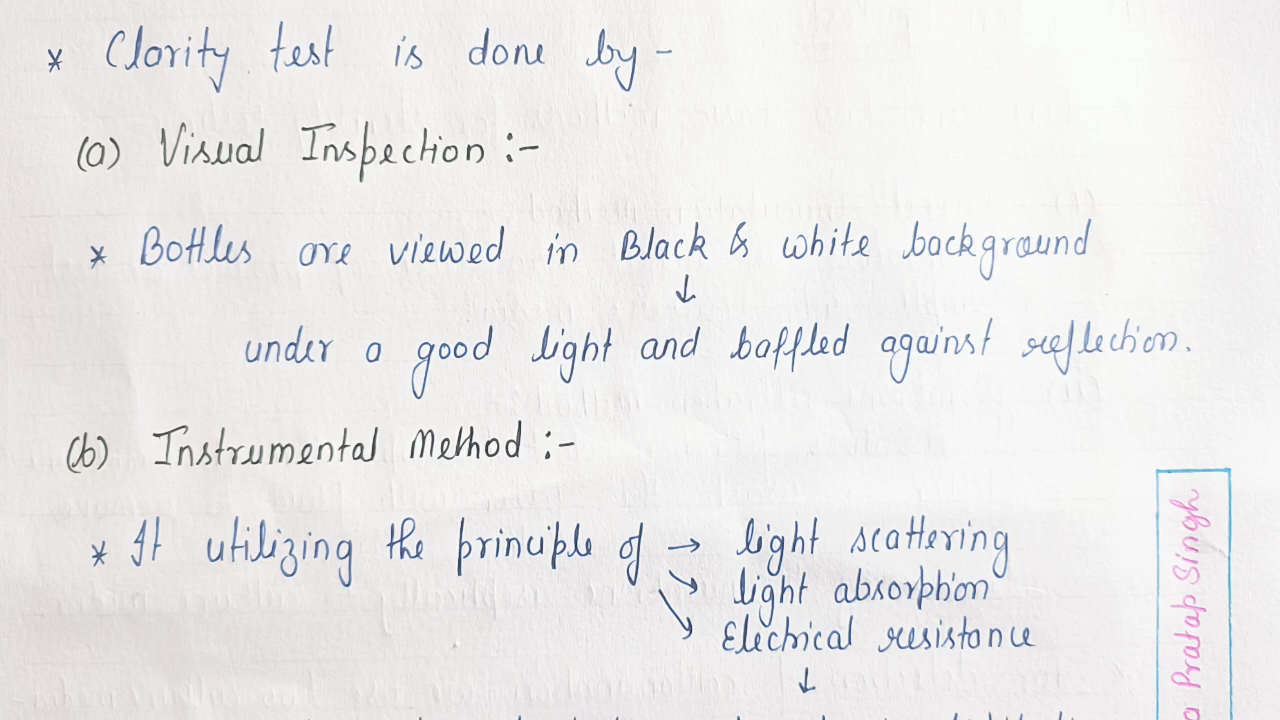 * Clarity test is done by -
(a) Visual Inspection :-
* Bottles are viewed in Black & white background
↓
under a good light and baffled against reflection.
(b) Instrumental Method :-
* It utilizing the principle of → light scattering
↘ light absorption
↘ Electrical resistance
↓
Pratap Singh